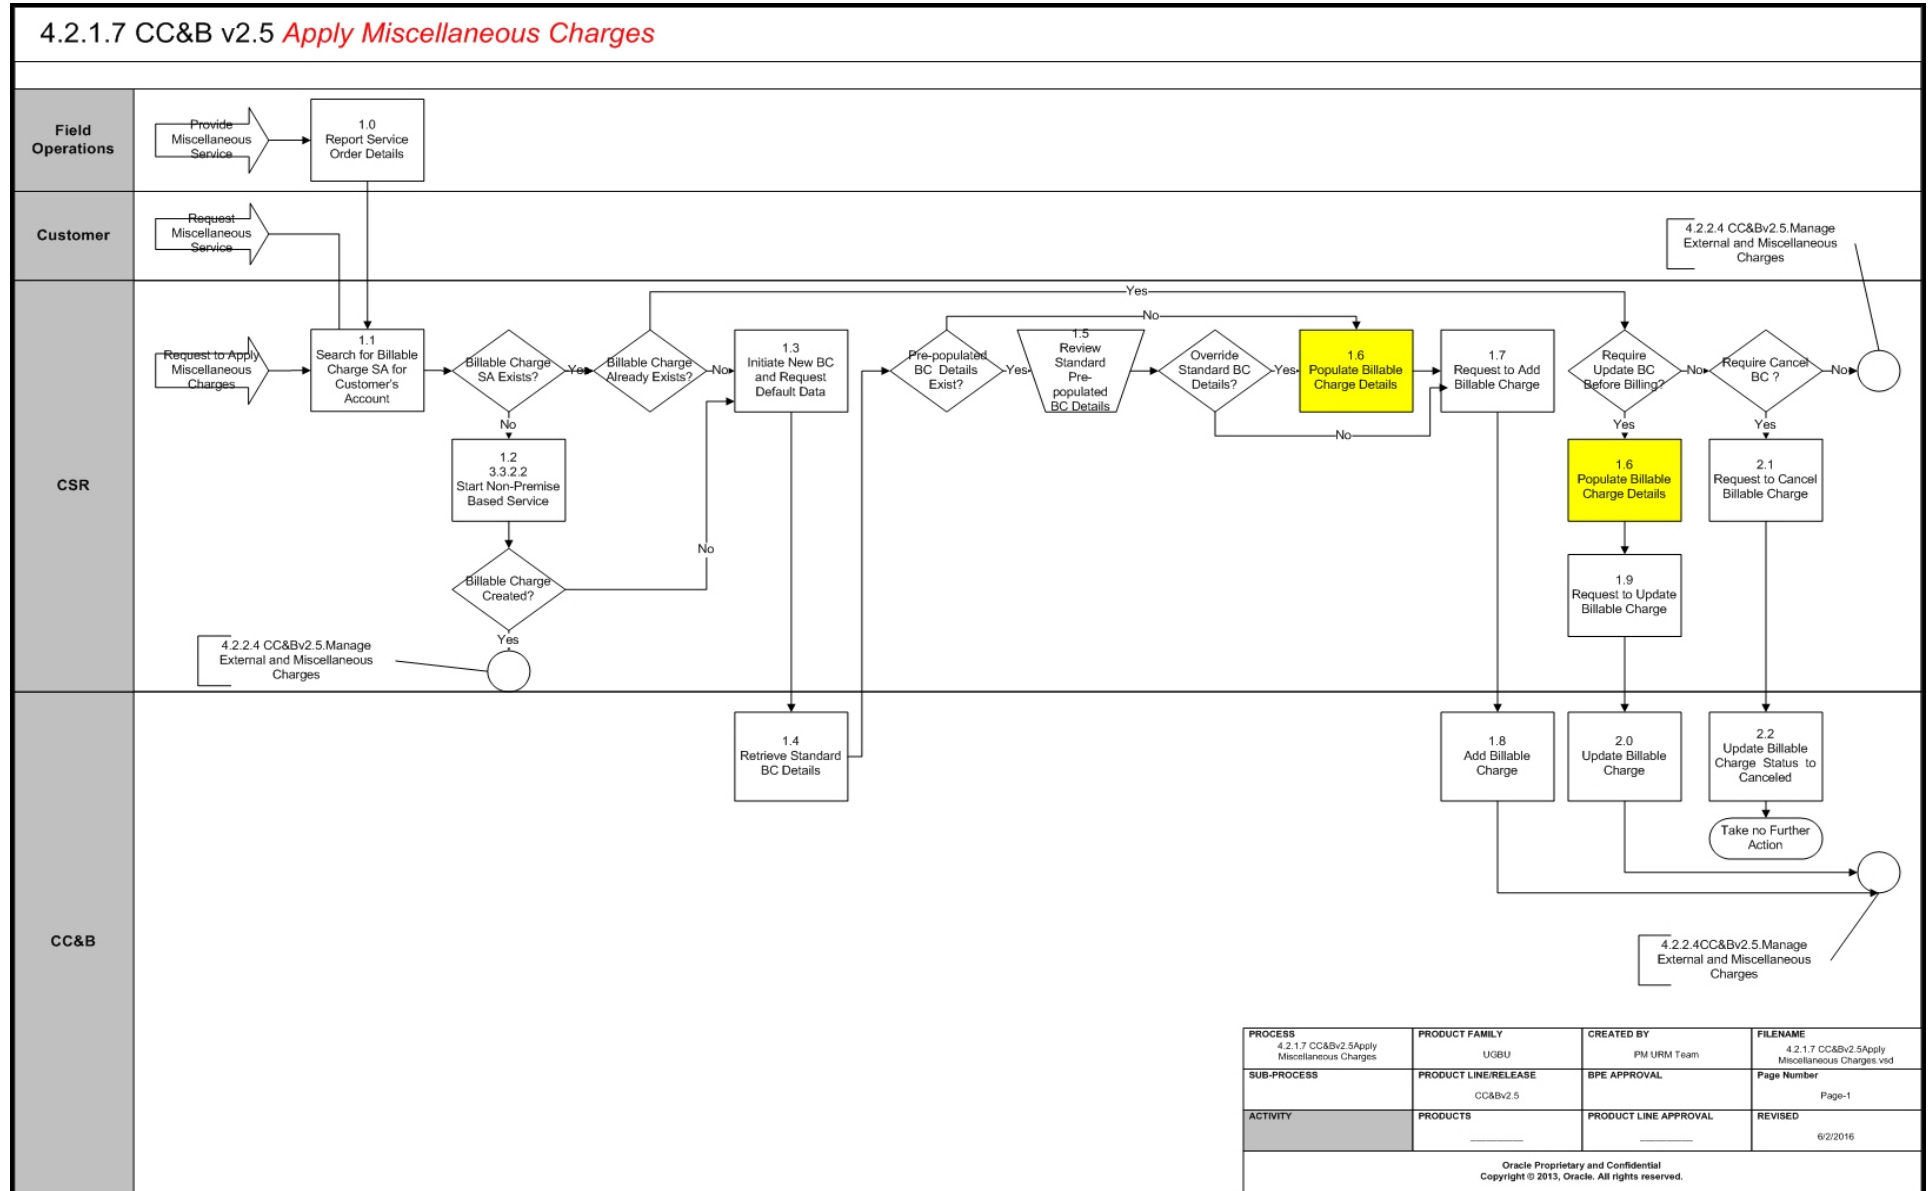 4.2.1.7 CC&B v2.5 Apply Miscellaneous Charges
Field
Operations
Provide
Miscellaneous
Service
1.0
Report Service
Order Details
Customer
Request
Miscellaneous
Service
4.2.2.4 CC&Bv2.5.Manage
External and Miscellaneous
Charges
CSR
Yes
No
Request to Apply
Miscellaneous
Charges
1.1
Search for Billable
Charge SA for
Customer's
Account
Billable Charge
SA Exists?
Yes
Billable Charge
Already Exists?
No
1.3
Initiate New BC
and Request
Default Data
Pre-populated
BC Details
Exist?
Yes
1.5
Review
Standard
Pre-
populated
BC Details
Override
Standard BC
Details?
Yes
1.6
Populate Billable
Charge Details
1.7
Request to Add
Billable Charge
Require
Update BC
Before Billing?
No
Require Cancel
BC ?
No
No
No
Yes
Yes
1.2
3.3.2.2
Start Non-Premise
Based Service
1.6
Populate Billable
Charge Details
2.1
Request to Cancel
Billable Charge
No
Billable Charge
Created?
1.9
Request to Update
Billable Charge
Yes
4.2.2.4 CC&Bv2.5.Manage
External and Miscellaneous
Charges
CC&B
1.4
Retrieve Standard
BC Details
1.8
Add Billable
Charge
2.0
Update Billable
Charge
2.2
Update Billable
Charge Status to
Canceled
Take no Further
Action
4.2.2.4CC&Bv2.5.Manage
External and Miscellaneous
Charges
PROCESS
4.2.1.7 CC&Bv2.5Apply
Miscellaneous Charges
PRODUCT FAMILY
UGBU
CREATED BY
PM URM Team
FILENAME
4.2.1.7 CC&Bv2.5Apply
Miscellaneous Charges.vsd
SUB-PROCESS
PRODUCT LINE/RELEASE
CC&Bv2.5
BPE APPROVAL
Page Number
Page-1
ACTIVITY
PRODUCTS
PRODUCT LINE APPROVAL
REVISED
6/2/2016
Oracle Proprietary and Confidential
Copyright © 2013, Oracle. All rights reserved.